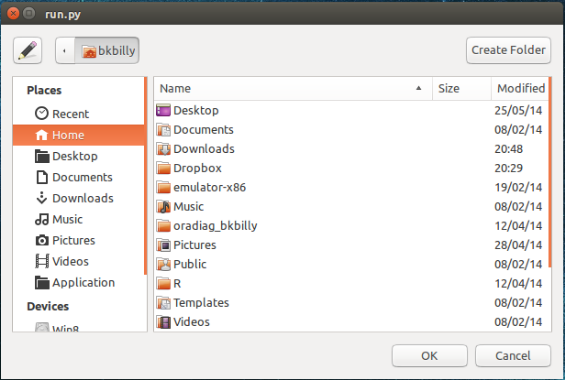 run.py
bkbilly
Create Folder
Places
Recent
Home
Desktop
Documents
Downloads
Music
Pictures
Videos
Application
Devices
Win8
Name Size Modified
Desktop 25/05/14
Documents 08/02/14
Downloads 20:48
Dropbox 20:29
emulator-x86 19/02/14
Music 08/02/14
oradiag_bkbilly 12/04/14
Pictures 28/04/14
Public 08/02/14
R 12/04/14
Templates 08/02/14
Videos 08/02/14
OK Cancel